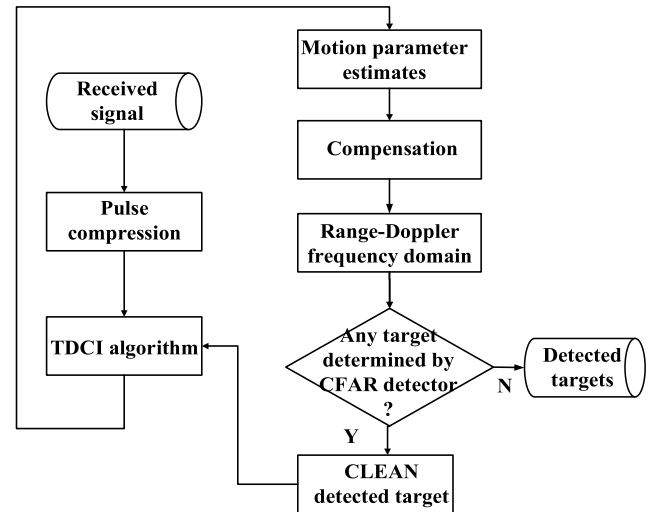 Received
signal
Pulse
compression
TDCI algorithm
Motion parameter
estimates
Compensation
Range-Doppler
frequency domain
Any target
determined by
CFAR detector
?
N
Detected
targets
Y
CLEAN
detected target